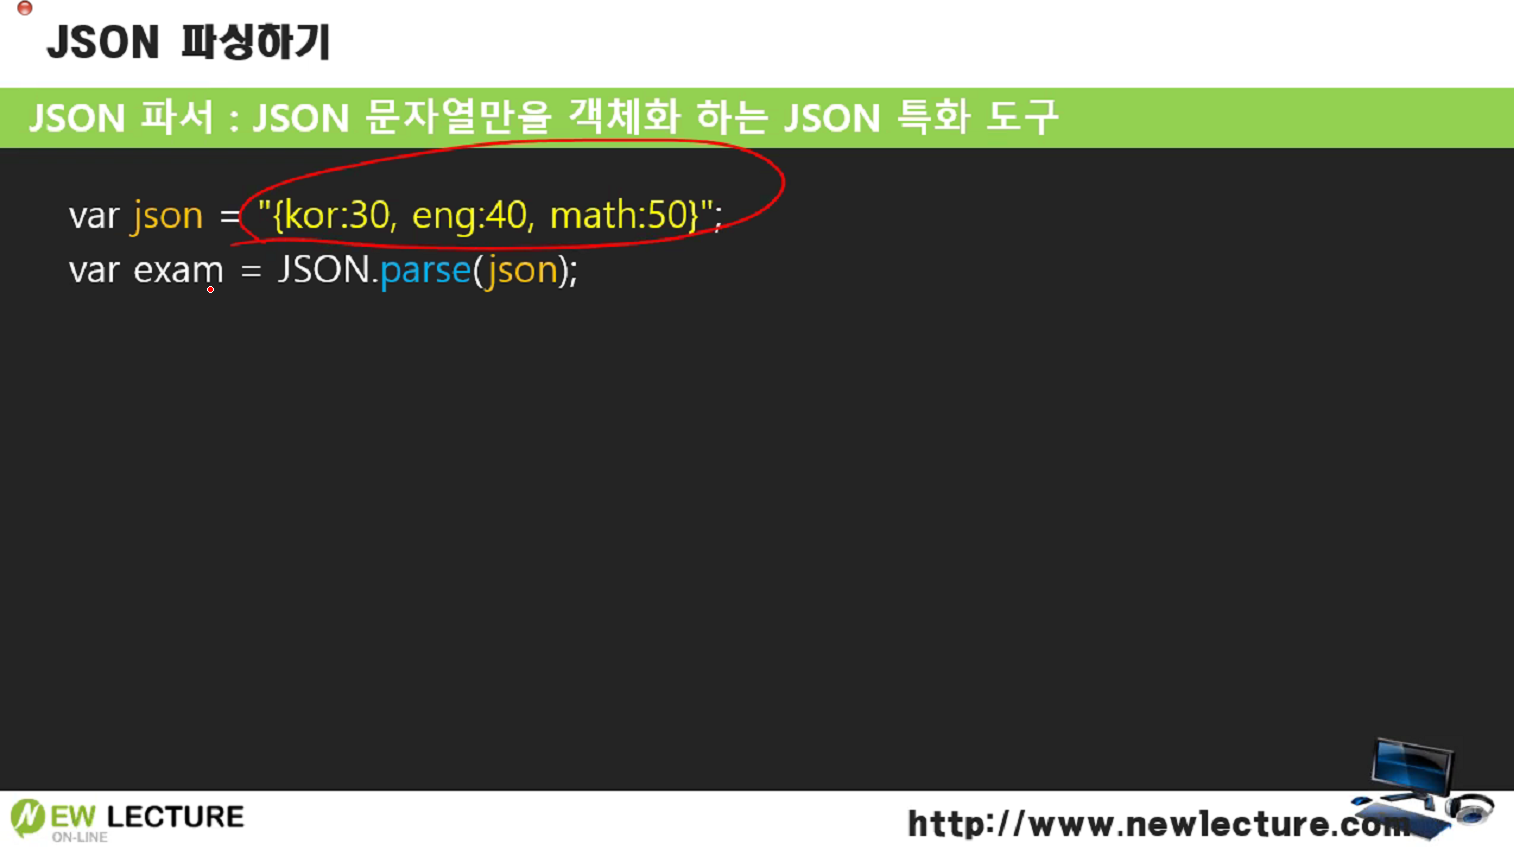 JSON 파싱하기
JSON 파서 : JSON 문자열만을 객체화 하는 JSON 특화 도구
var json = "{kor:30, eng:40, math:50}";
var exam = JSON.parse(json);
NEW LECTURE
ON-LINE
http://www.newlecture.com